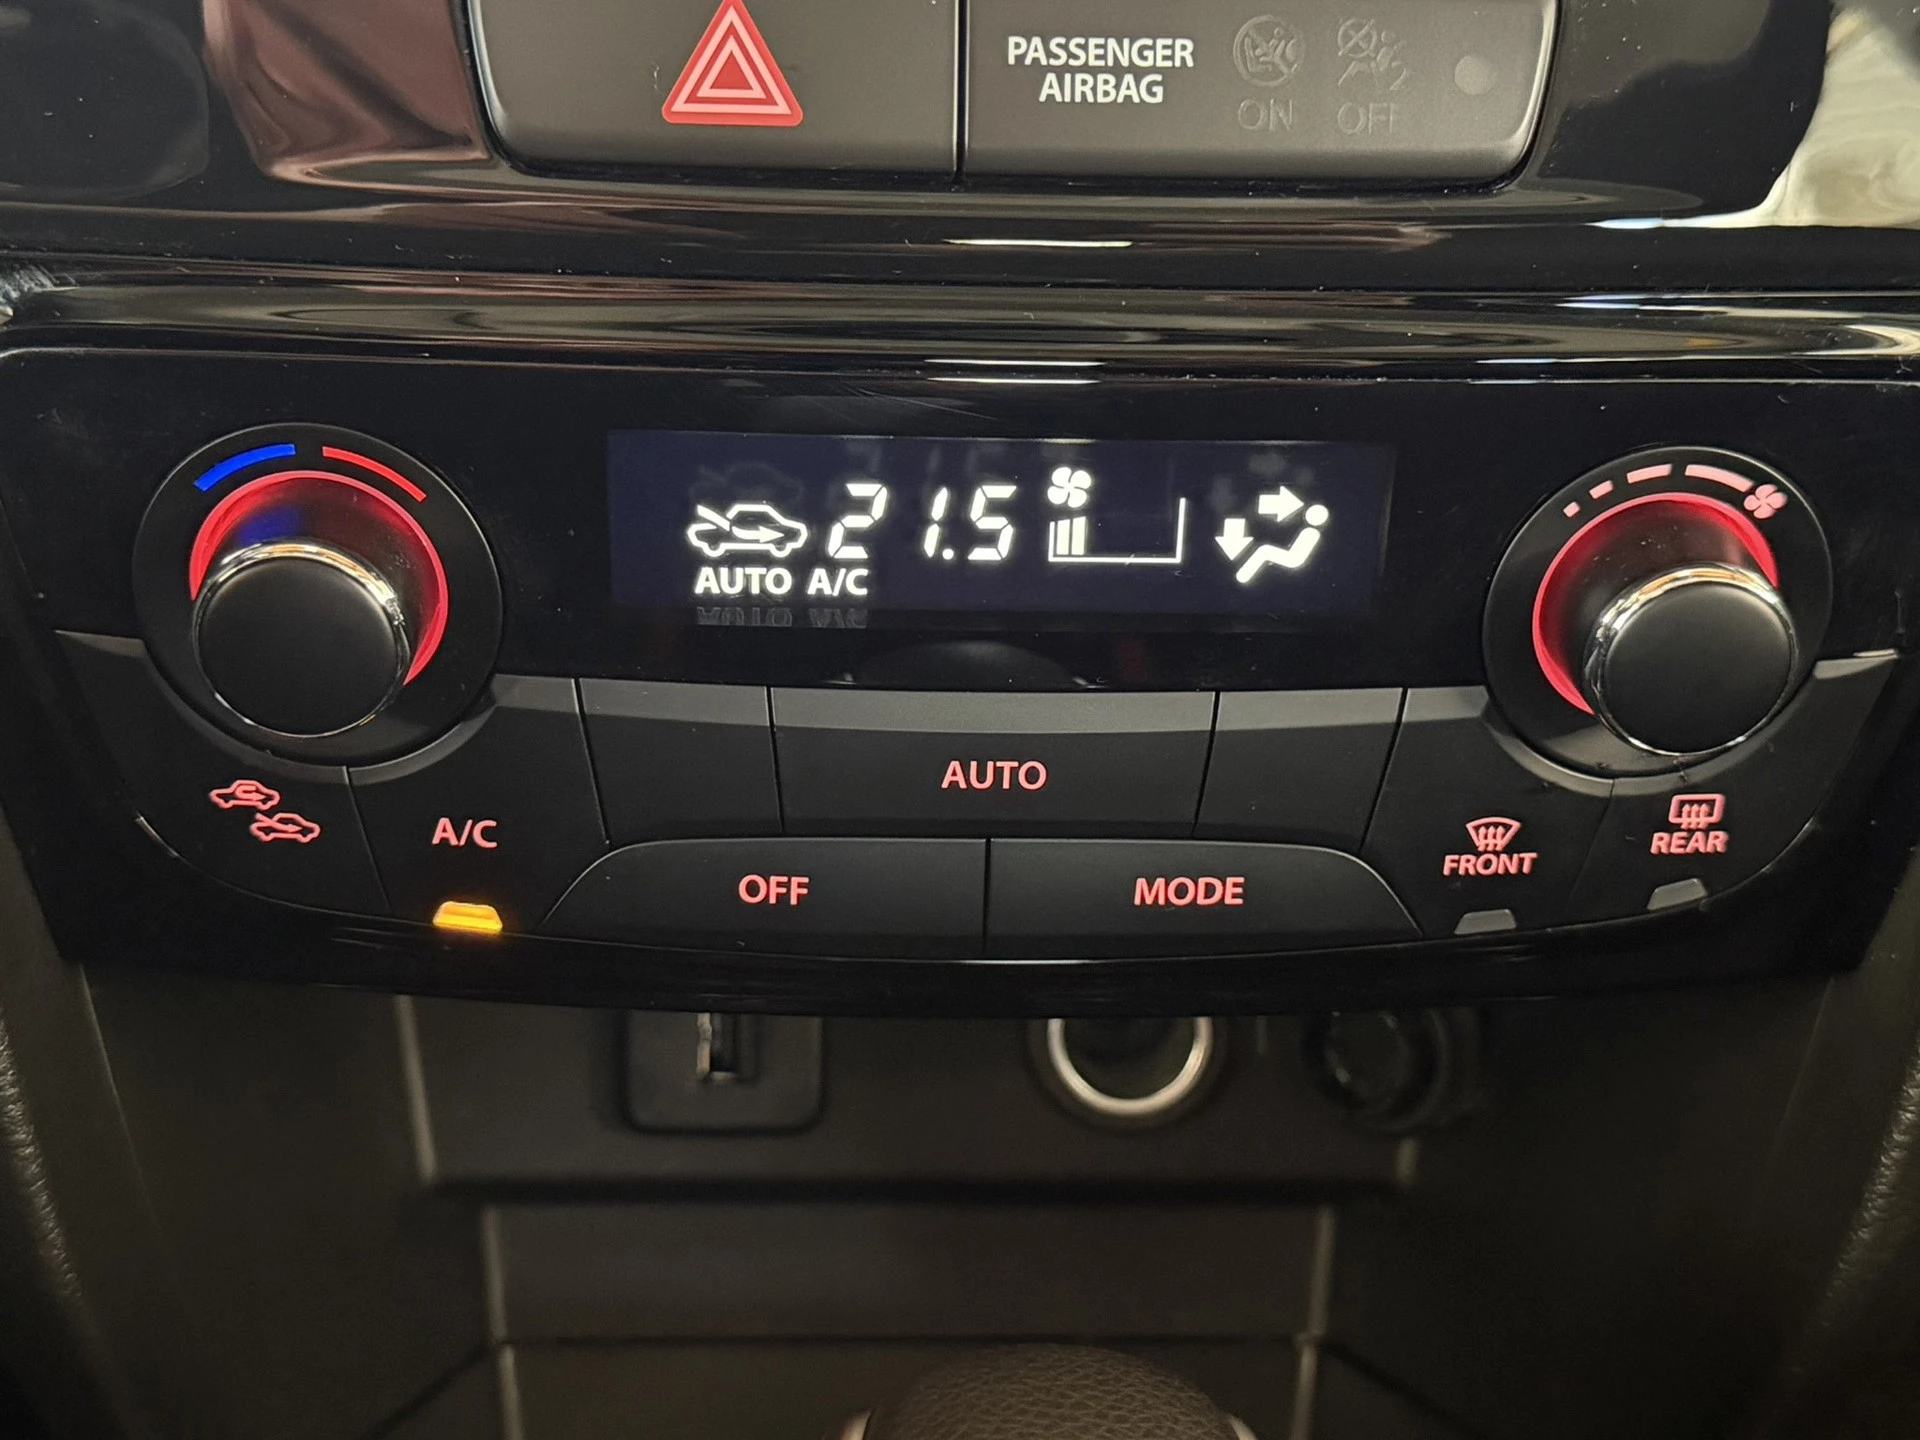 PASSENGER
AIRBAG
ON OFF
21.5
AUTO A/C
AUTO
A/C
OFF
MODE
FRONT
REAR